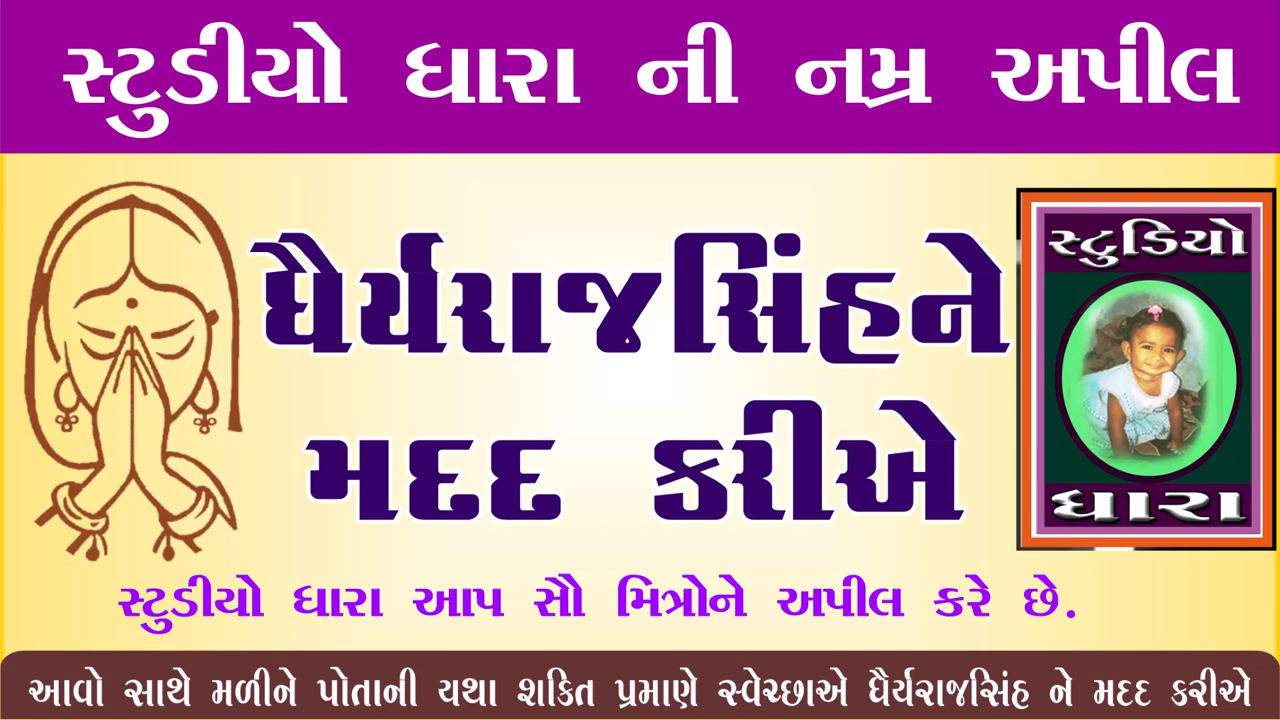 સ્ટુડીયો ધારા ની નમ્ર અપીલ
ધૈર્યરાજસિંહને
મદદ કરીએ
સ્ટુડિયો
ધારા
સ્ટુડીયો ધારા આપ સૌ મિત્રોને અપીલ કરે છે.
આવો સાથે મળીને પોતાની યથા શકિત પ્રમાણે સ્વેચ્છાએ ધૈર્યરાજસિંહ ને મદદ કરીએ